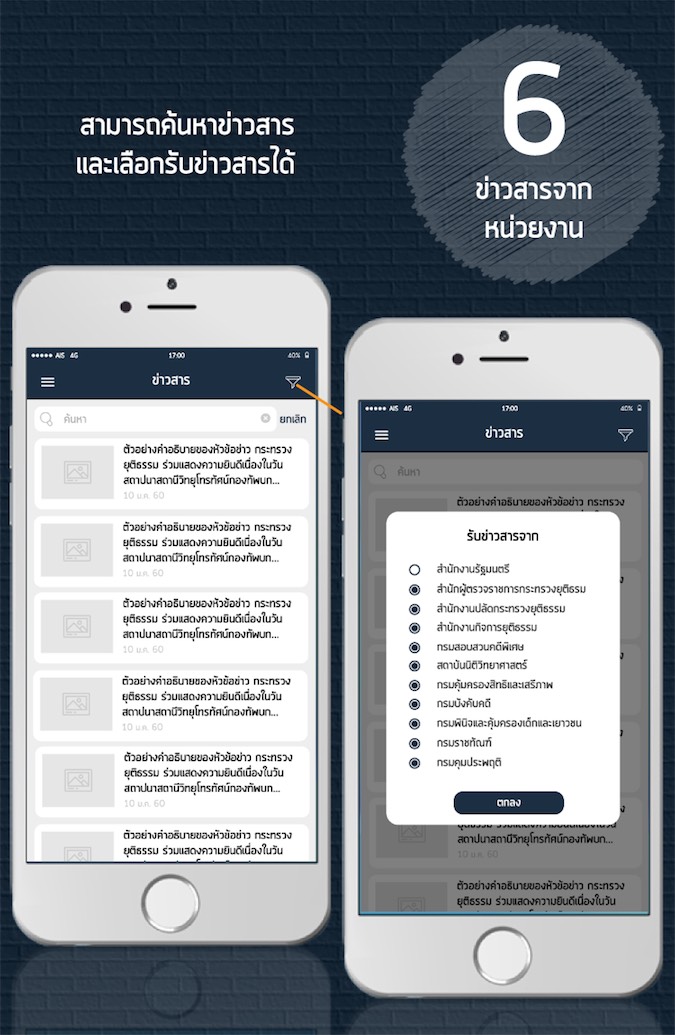 สามารถค้นหาข่าวสาร
และเลือกรับข่าวสารได้
6
ข่าวสารจาก
หน่วยงาน
AIS 4G 17:00 40%
ข่าวสาร
ค้นหา ยกเลิก
ตัวอย่างคำอธิบายของหัวข้อข่าว กระทรวง
ยุติธรรม ร่วมแสดงความยินดีเนื่องในวัน
สถาปนาสถานีวิทยุโทรทัศน์กองทัพบก...
10 ม.ค. 60
ตัวอย่างคำอธิบายของหัวข้อข่าว กระทรวง
ยุติธรรม ร่วมแสดงความยินดีเนื่องในวัน
สถาปนาสถานีวิทยุโทรทัศน์กองทัพบก...
10 ม.ค. 60
ตัวอย่างคำอธิบายของหัวข้อข่าว กระทรวง
ยุติธรรม ร่วมแสดงความยินดีเนื่องในวัน
สถาปนาสถานีวิทยุโทรทัศน์กองทัพบก...
10 ม.ค. 60
ตัวอย่างคำอธิบายของหัวข้อข่าว กระทรวง
ยุติธรรม ร่วมแสดงความยินดีเนื่องในวัน
สถาปนาสถานีวิทยุโทรทัศน์กองทัพบก...
10 ม.ค. 60
ตัวอย่างคำอธิบายของหัวข้อข่าว กระทรวง
ยุติธรรม ร่วมแสดงความยินดีเนื่องในวัน
สถาปนาสถานีวิทยุโทรทัศน์กองทัพบก...
10 ม.ค. 60
ตัวอย่างคำอธิบายของหัวข้อข่าว กระทรวง
ยุติธรรม ร่วมแสดงความยินดีเนื่องในวัน
สถาปนาสถานีวิทยุโทรทัศน์กองทัพบก...
AIS 4G 17:00 40%
ข่าวสาร
ค้นหา
ตัวอย่างคำอธิบายของหัวข้อข่าว กระทรวง
รับข่าวสารจาก
สำนักงานรัฐมนตรี
สำนักผู้ตรวจราชการกระทรวงยุติธรรม
สำนักงานปลัดกระทรวงยุติธรรม
สำนักงานกิจการยุติธรรม
กรมสอบสวนคดีพิเศษ
สถาบันนิติวิทยาศาสตร์
กรมคุ้มครองสิทธิและเสรีภาพ
กรมบังคับคดี
กรมพินิจและคุ้มครองเด็กและเยาวชน
กรมราชทัณฑ์
กรมคุมประพฤติ
ตกลง
สถาปนาสถานีวิทยุโทรทัศน์กองทัพบก...
10 ม.ค. 60
ตัวอย่างคำอธิบายของหัวข้อข่าว กระทรวง
ยุติธรรม ร่วมแสดงความยินดีเนื่องในวัน